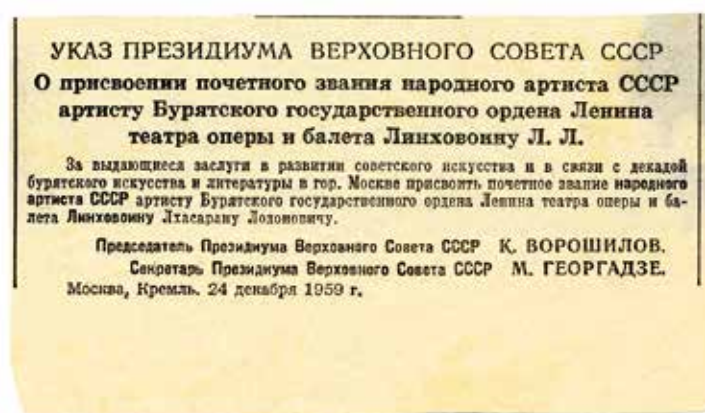 УКАЗ ПРЕЗИДИУМА ВЕРХОВНОГО СОВЕТА СССР
О присвоении почетного звания народного артиста СССР
артисту Бурятского государственного ордена Ленина
театра оперы и балета Линховоину Л. Л.
За выдающиеся заслуги в развитии советского искусства и в связи с декадой
бурятского искусства и литературы в гор. Москве присвоить почетное звание народного
артиста СССР артисту Бурятского государственного ордена Ленина театра оперы и ба-
лета Линховоину Лхасарану Лодоновичу.
Председатель Президиума Верховного Совета СССР К. ВОРОШИЛОВ.
Секретарь Президиума Верховного Совета СССР М. ГЕОРГАДЗЕ.
Москва, Кремль. 24 декабря 1959 г.